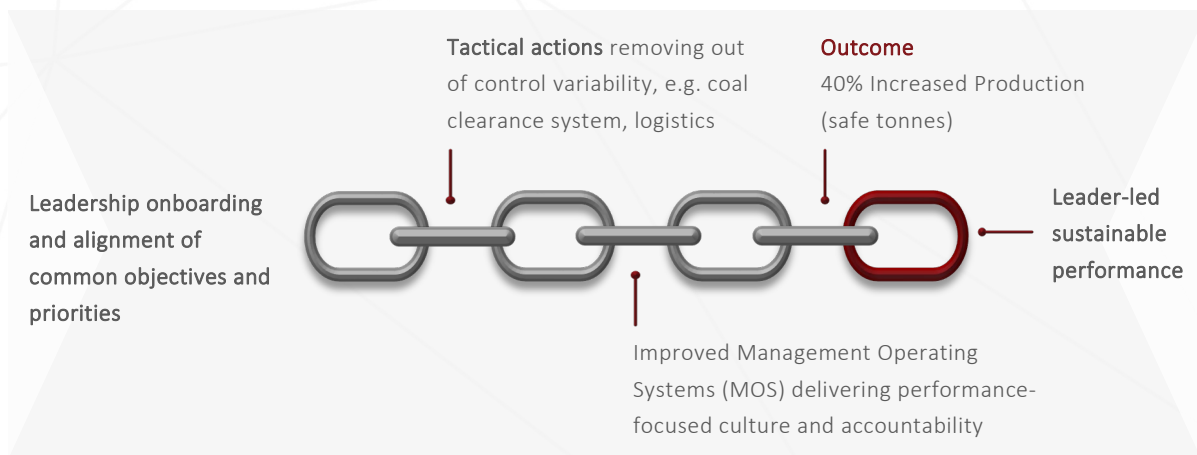 Leadership onboarding
and alignment of
common objectives and
priorities
Tactical actions removing out
of control variability, e.g. coal
clearance system, logistics
Improved Management Operating
Systems (MOS) delivering performance-
focused culture and accountability
Outcome
40% Increased Production
(safe tonnes)
Leader-led
sustainable
performance